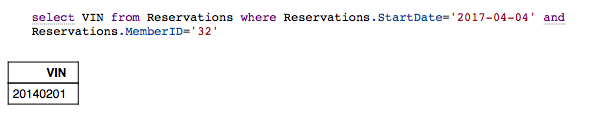 select VIN from Reservations where Reservations.StartDate='2017-04-04' and
Reservations.MemberID='32'
VIN
20140201